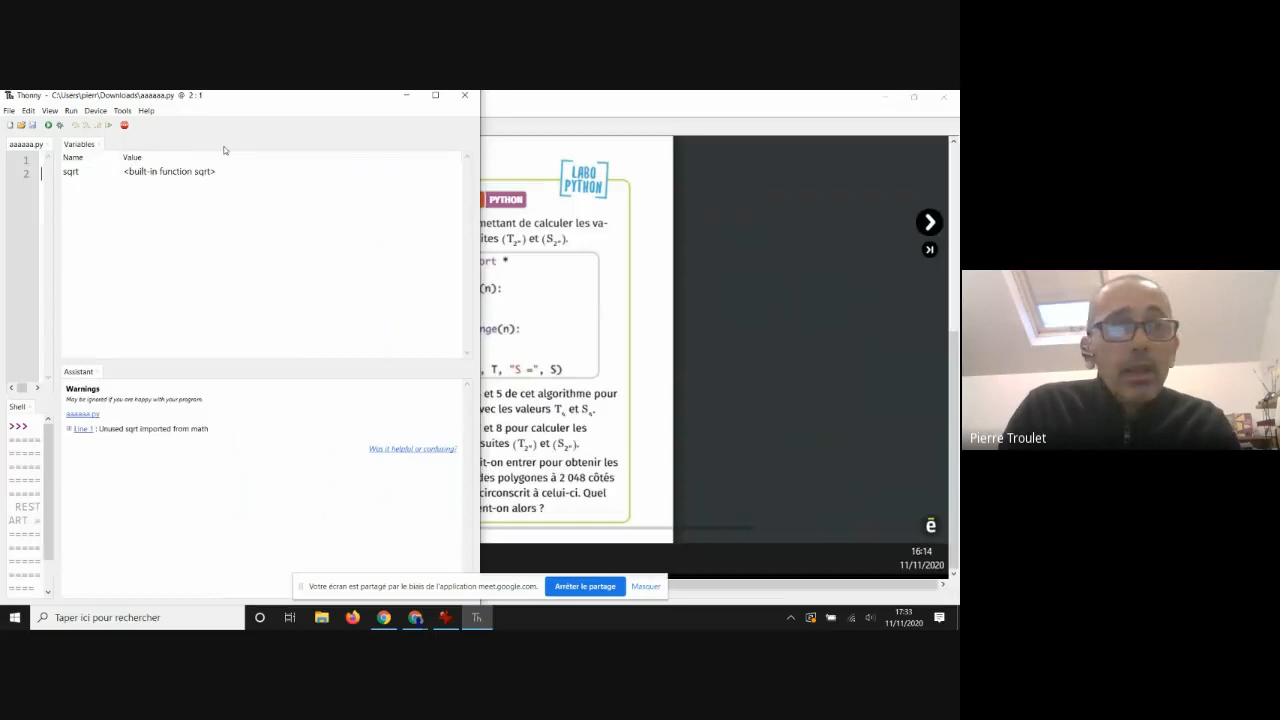 Thonny - C:\Users\pierr\Downloads\aaaaaa.py @ 2:1
File Edit View Run Device Tools Help
aaaaaa.py
Variables
1
2
Name Value
sqrt <built-in function sqrt>
Assistant
Warnings
May be ignored if you are happy with your program.
aaaaaa.py
Line 1 : Unused sqrt imported from math
Was it helpful or confusing?
Shell
>>>
=====
=====
=====
=====
=====
REST
ART
=====
=====
=====
====
LABO
PYTHON
PYTHON
mettant de calculer les va-
ites (T₂ⁿ) et (S₂ⁿ).
ort *
(n):
nge(n):
, T, "S =", S)
et 5 de cet algorithme pour
vec les valeurs T₄ et S₄.
et 8 pour calculer les
suites (T₂ⁿ) et (S₂ⁿ).
it-on entrer pour obtenir les
des polygones à 2 048 côtés
circonscrit à celui-ci. Quel
ent-on alors ?
ē
16:14
11/11/2020
Votre écran est partagé par le biais de l'application meet.google.com.
Arrêter le partage
Masquer
Taper ici pour rechercher
Th
17:33
11/11/2020
Pierre Troulet